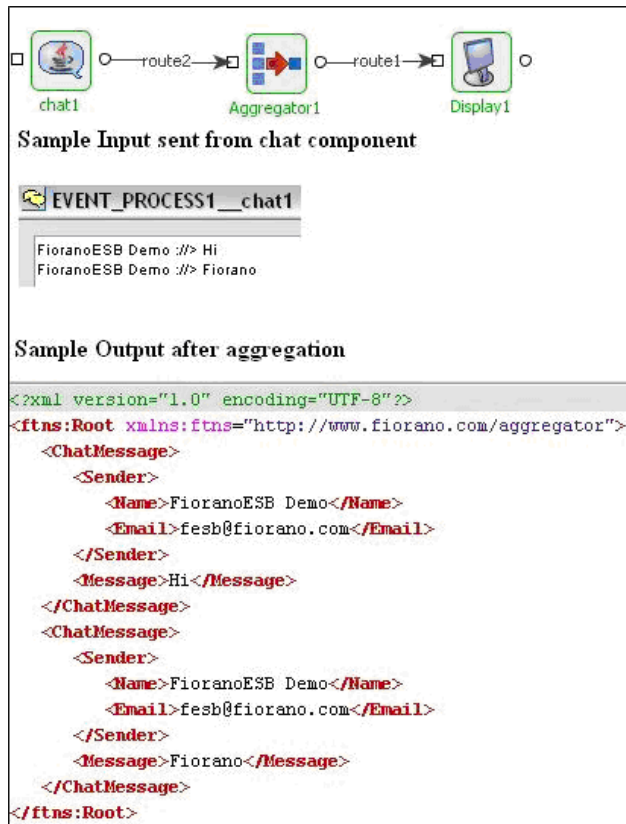 route2 route1
chat1 Aggregator1 Display1
Sample Input sent from chat component
EVENT_PROCESS1__chat1
FioranoESB Demo ://> Hi
FioranoESB Demo ://> Fiorano
Sample Output after aggregation
<?xml version="1.0" encoding="UTF-8"?>
<ftns:Root xmlns:ftns="http://www.fiorano.com/aggregator">
<ChatMessage>
<Sender>
<Name>FioranoESB Demo</Name>
<Email>fesb@fiorano.com</Email>
</Sender>
<Message>Hi</Message>
</ChatMessage>
<ChatMessage>
<Sender>
<Name>FioranoESB Demo</Name>
<Email>fesb@fiorano.com</Email>
</Sender>
<Message>Fiorano</Message>
</ChatMessage>
</ftns:Root>